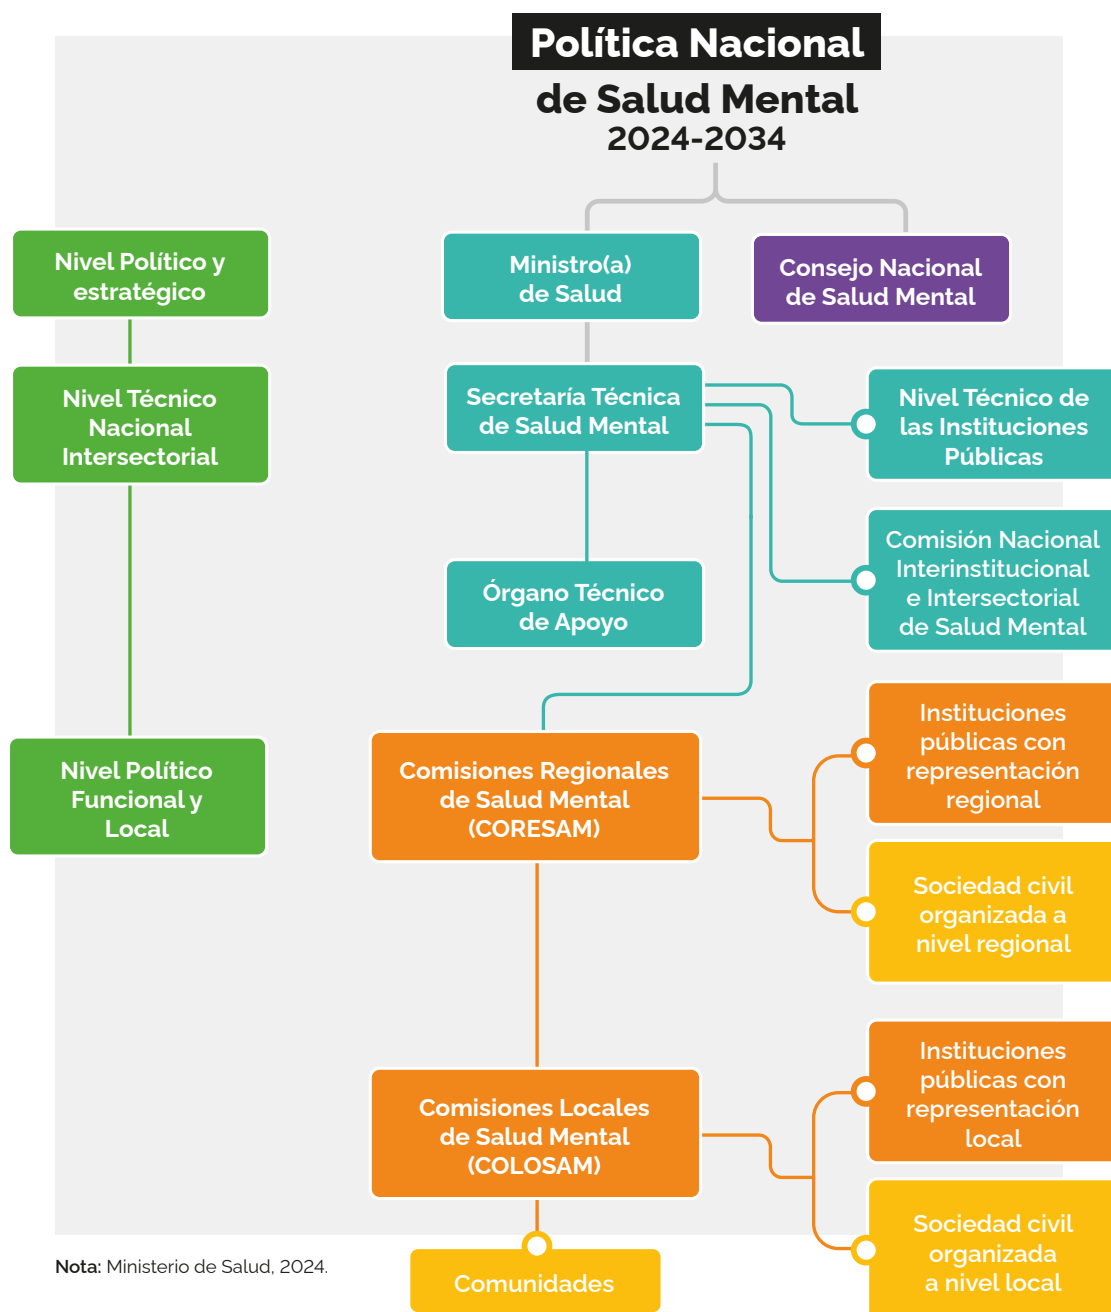 Política Nacional
de Salud Mental
2024-2034
Nivel Político y
estratégico
Ministro(a)
de Salud
Consejo Nacional
de Salud Mental
Nivel Técnico
Nacional
Intersectorial
Secretaría Técnica
de Salud Mental
Nivel Técnico de
las Instituciones
Públicas
Órgano Técnico
de Apoyo
Comisión Nacional
Interinstitucional
e Intersectorial
de Salud Mental
Nivel Político
Funcional y
Local
Comisiones Regionales
de Salud Mental
(CORESAM)
Instituciones
públicas con
representación
regional
Sociedad civil
organizada a
nivel regional
Comisiones Locales
de Salud Mental
(COLOSAM)
Instituciones
públicas con
representación
local
Sociedad civil
organizada
a nivel local
Comunidades
Nota: Ministerio de Salud, 2024.